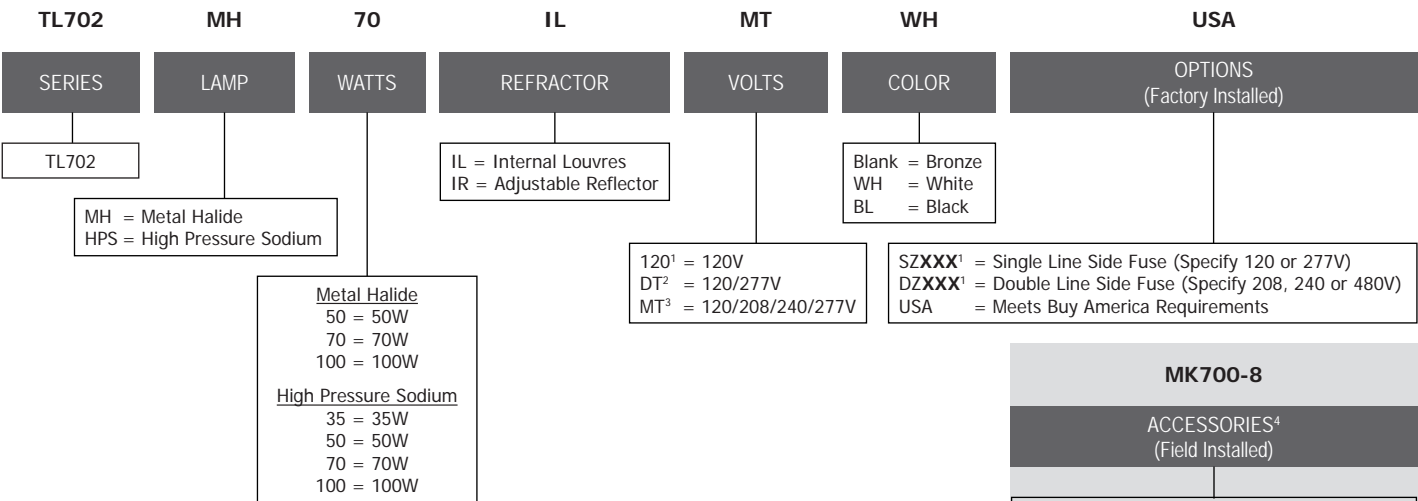 TL702 MH 70 IL MT WH USA
SERIES LAMP WATTS REFRACTOR VOLTS COLOR OPTIONS
(Factory Installed)
TL702
MH = Metal Halide
HPS = High Pressure Sodium
Metal Halide
50 = 50W
70 = 70W
100 = 100W
High Pressure Sodium
35 = 35W
50 = 50W
70 = 70W
100 = 100W
IL = Internal Louvres
IR = Adjustable Reflector
120¹ = 120V
DT² = 120/277V
MT³ = 120/208/240/277V
Blank = Bronze
WH = White
BL = Black
SZXXX¹ = Single Line Side Fuse (Specify 120 or 277V)
DZXXX¹ = Double Line Side Fuse (Specify 208, 240 or 480V)
USA = Meets Buy America Requirements
MK700-8
ACCESSORIES⁴
(Field Installed)